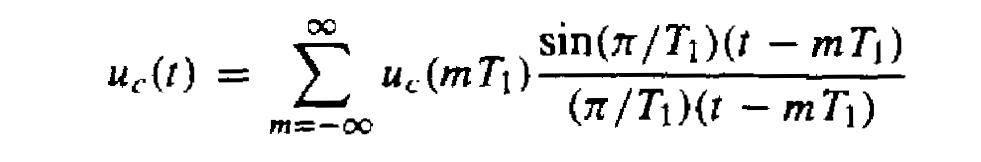 u_c(t) = \sum_{m=-\infty}^{\infty} u_c(mT_1) \frac{\sin(\pi/T_1)(t - mT_1)}{(\pi/T_1)(t - mT_1)}